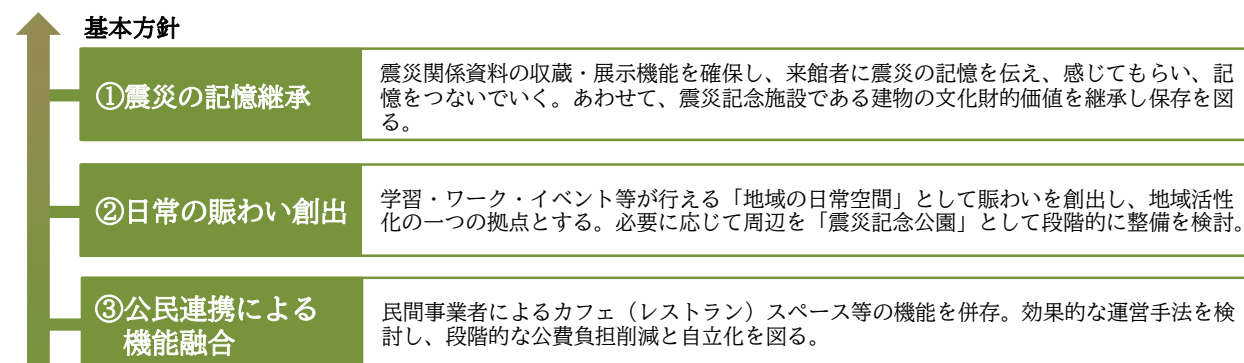 基本方針
①震災の記憶継承
震災関係資料の収蔵・展示機能を確保し、来館者に震災の記憶を伝え、感じてもらい、記
憶をつないでいく。あわせて、震災記念施設である建物の文化財的価値を継承し保存を図
る。
②日常の賑わい創出
学習・ワーク・イベント等が行える「地域の日常空間」として賑わいを創出し、地域活性
化の一つの拠点とする。必要に応じて周辺を「震災記念公園」として段階的に整備を検討。
③公民連携による
機能融合
民間事業者によるカフェ（レストラン）スペース等の機能を併存。効果的な運営手法を検
討し、段階的な公費負担削減と自立化を図る。